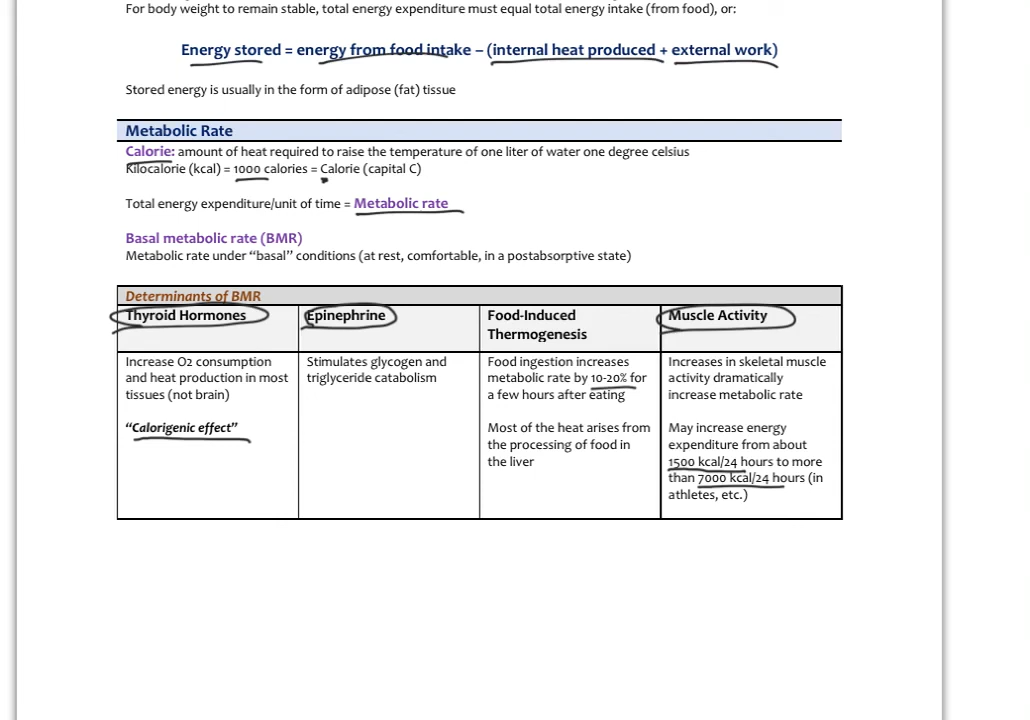 For body weight to remain stable, total energy expenditure must equal total energy intake (from food), or:
Energy stored = energy from food intake – (internal heat produced + external work)
Stored energy is usually in the form of adipose (fat) tissue
Metabolic Rate
Calorie: amount of heat required to raise the temperature of one liter of water one degree celsius
Kilocalorie (kcal) = 1000 calories = Calorie (capital C)
Total energy expenditure/unit of time = Metabolic rate
Basal metabolic rate (BMR)
Metabolic rate under “basal” conditions (at rest, comfortable, in a postabsorptive state)
Determinants of BMR
Thyroid Hormones
Increase O2 consumption
and heat production in most
tissues (not brain)
“Calorigenic effect”
Epinephrine
Stimulates glycogen and
triglyceride catabolism
Food-Induced
Thermogenesis
Food ingestion increases
metabolic rate by 10-20% for
a few hours after eating
Most of the heat arises from
the processing of food in
the liver
Muscle Activity
Increases in skeletal muscle
activity dramatically
increase metabolic rate
May increase energy
expenditure from about
1500 kcal/24 hours to more
than 7000 kcal/24 hours (in
athletes, etc.)